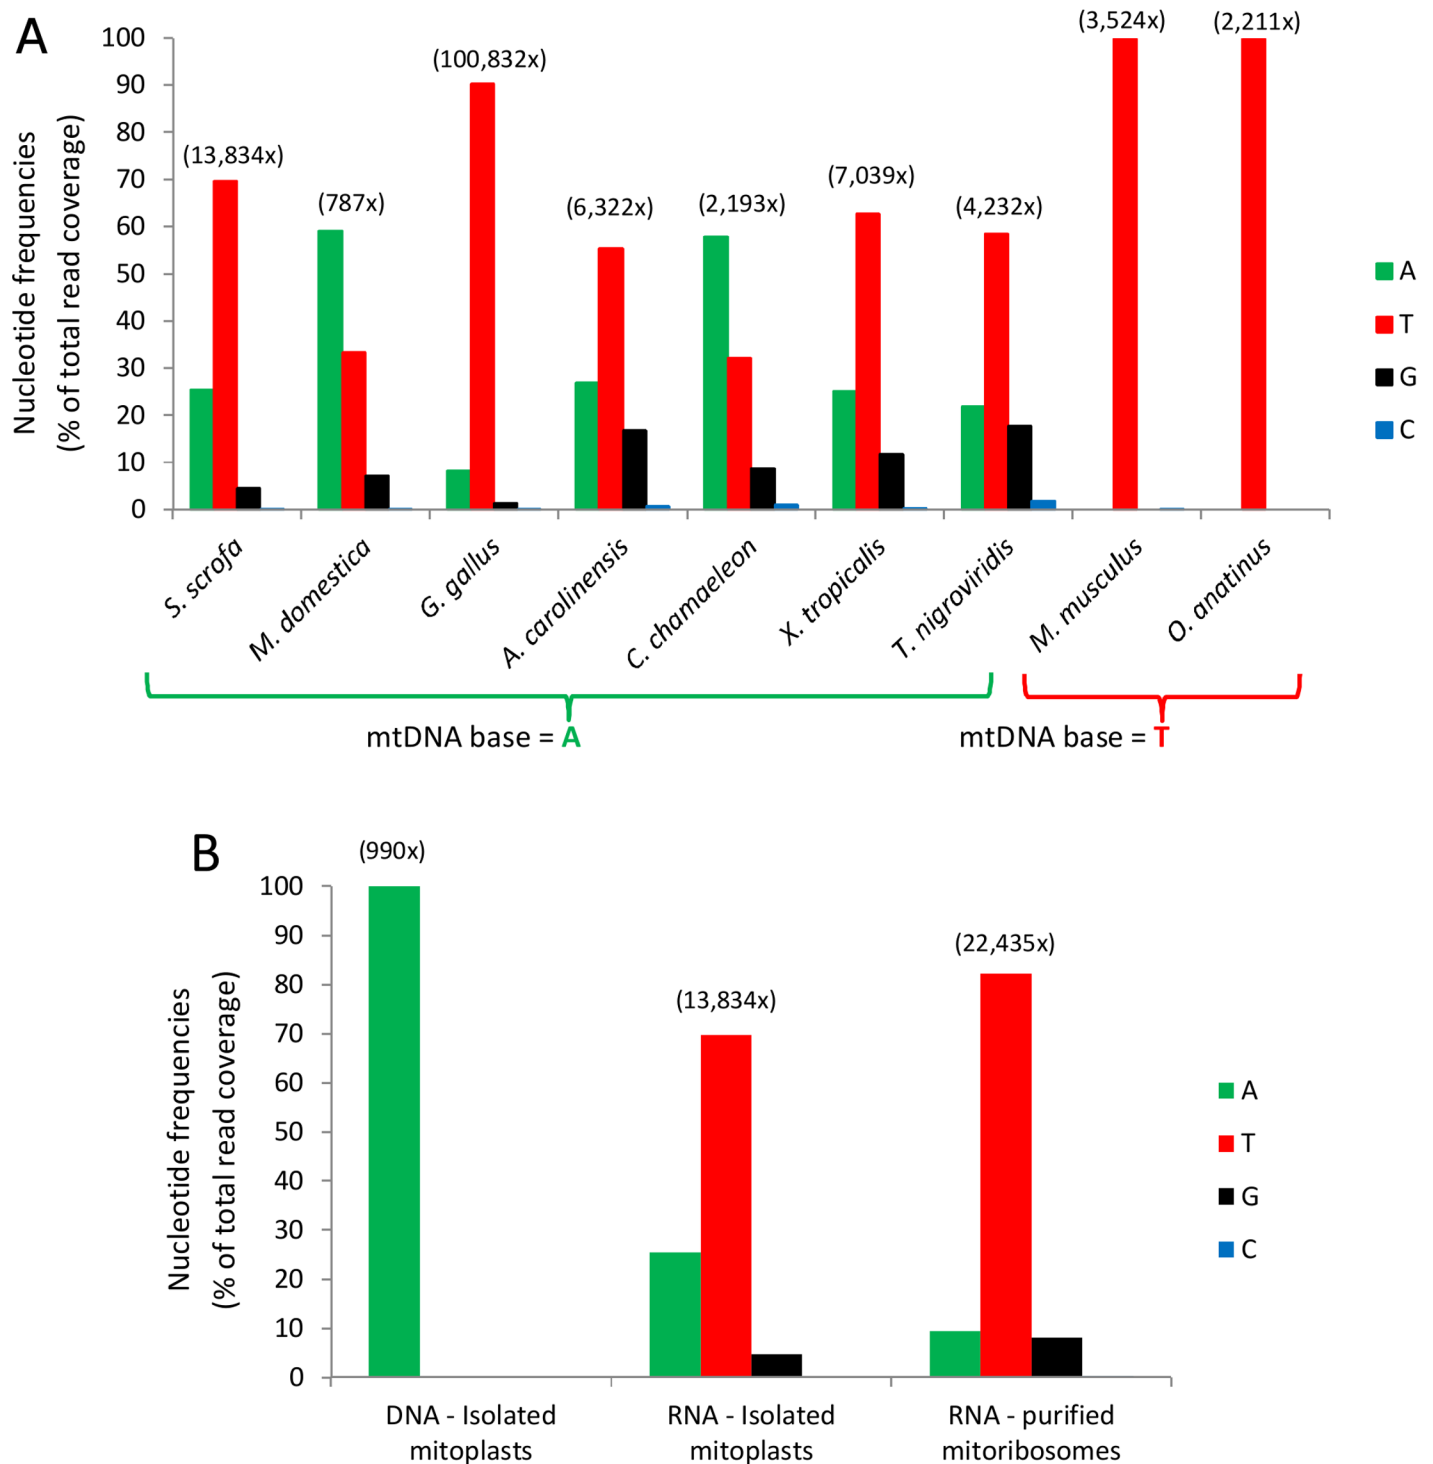 A
(3,524x)
(2,211x)
(100,832x)
(13,834x)
(787x)
(6,322x)
(2,193x)
(7,039x)
(4,232x)
100
90
80
70
60
50
40
30
20
10
0
Nucleotide frequencies
(% of total read coverage)
A
T
G
C
S. scrofa
M. domestica
G. gallus
A. carolinensis
C. chamaeleon
X. tropicalis
T. nigroviridis
M. musculus
O. anatinus
mtDNA base = A
mtDNA base = T
B
(990x)
(13,834x)
(22,435x)
100
90
80
70
60
50
40
30
20
10
0
Nucleotide frequencies
(% of total read coverage)
A
T
G
C
DNA - Isolated
mitoplasts
RNA - Isolated
mitoplasts
RNA - purified
mitoribosomes